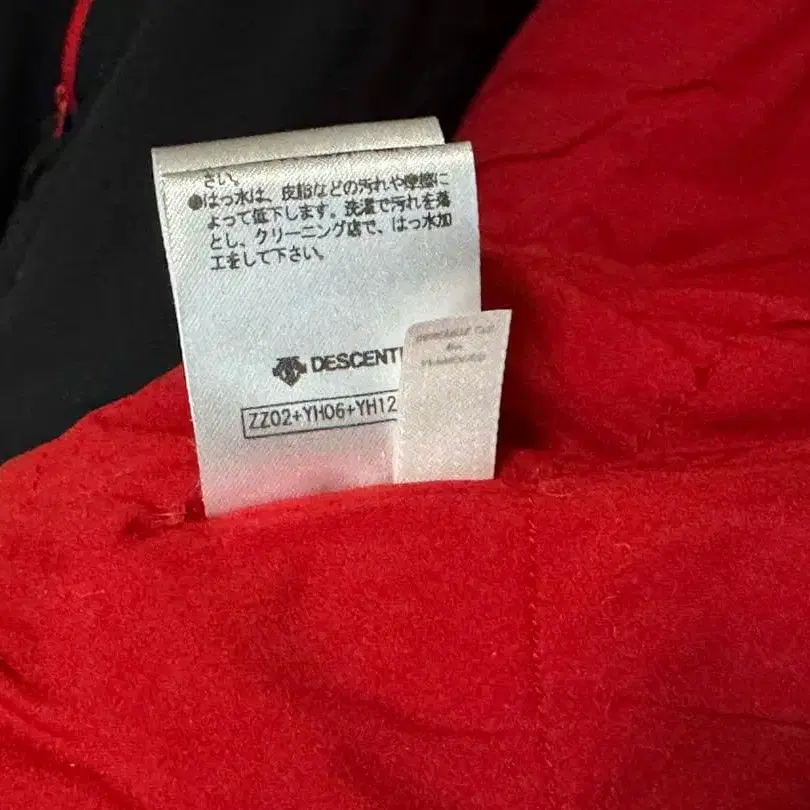 さい。
●はっ水は、皮脂などの汚れや摩擦に
よって低下します。洗濯で汚れを落
とし、クリーニング店で、はっ水加
工をして下さい。
DESCENT
ZZ02+YH06+YH12